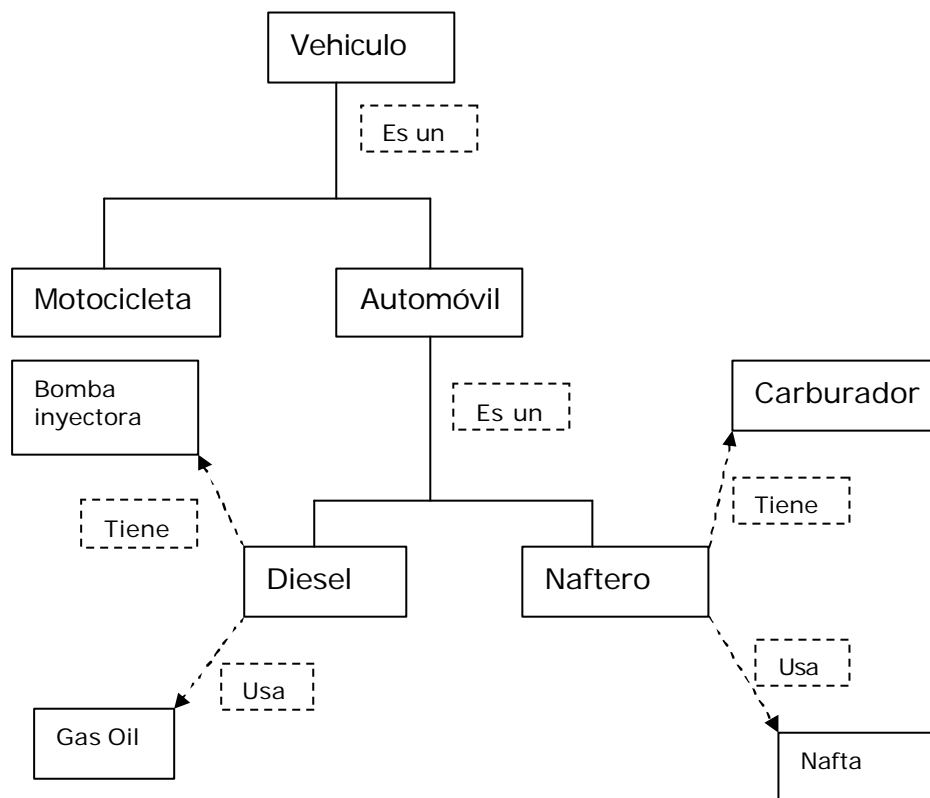 Vehiculo
Es un
Motocicleta
Automóvil
Bomba
inyectora
Es un
Carburador
Tiene
Tiene
Diesel
Naftero
Usa
Usa
Gas Oil
Nafta